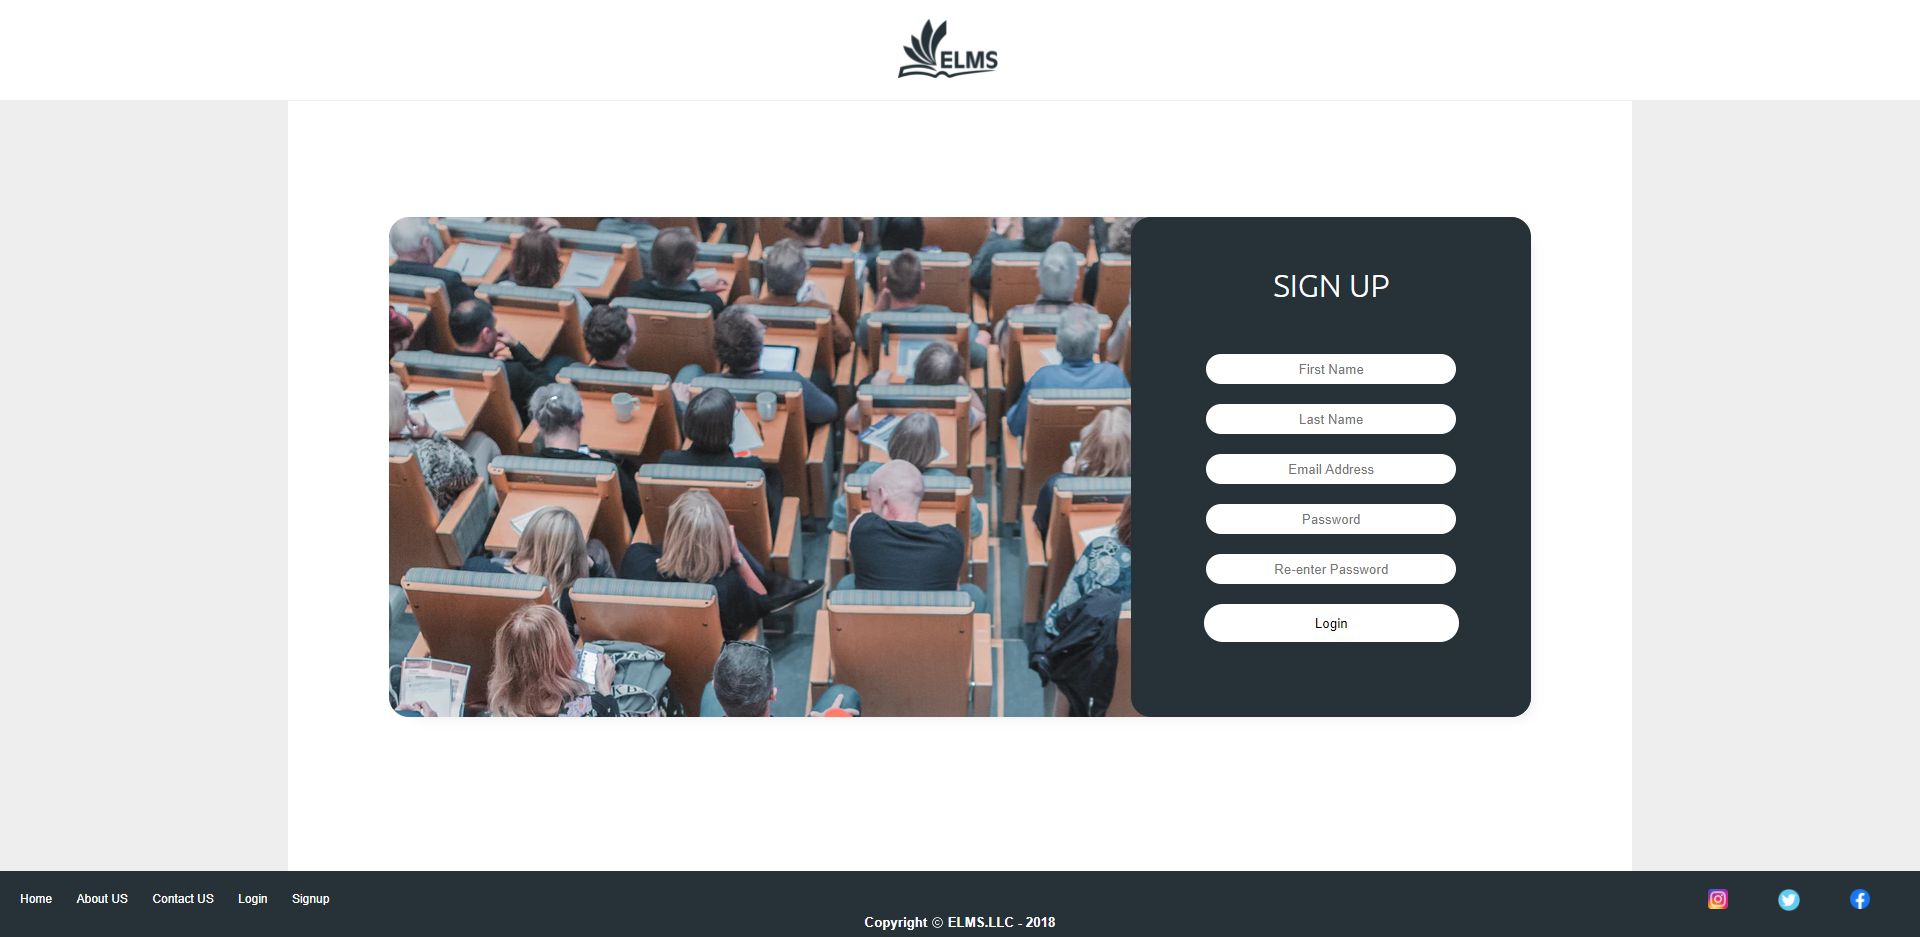 ELMS
SIGN UP
First Name
Last Name
Email Address
Password
Re-enter Password
Login
Home About US Contact US Login Signup
Copyright © ELMS.LLC - 2018